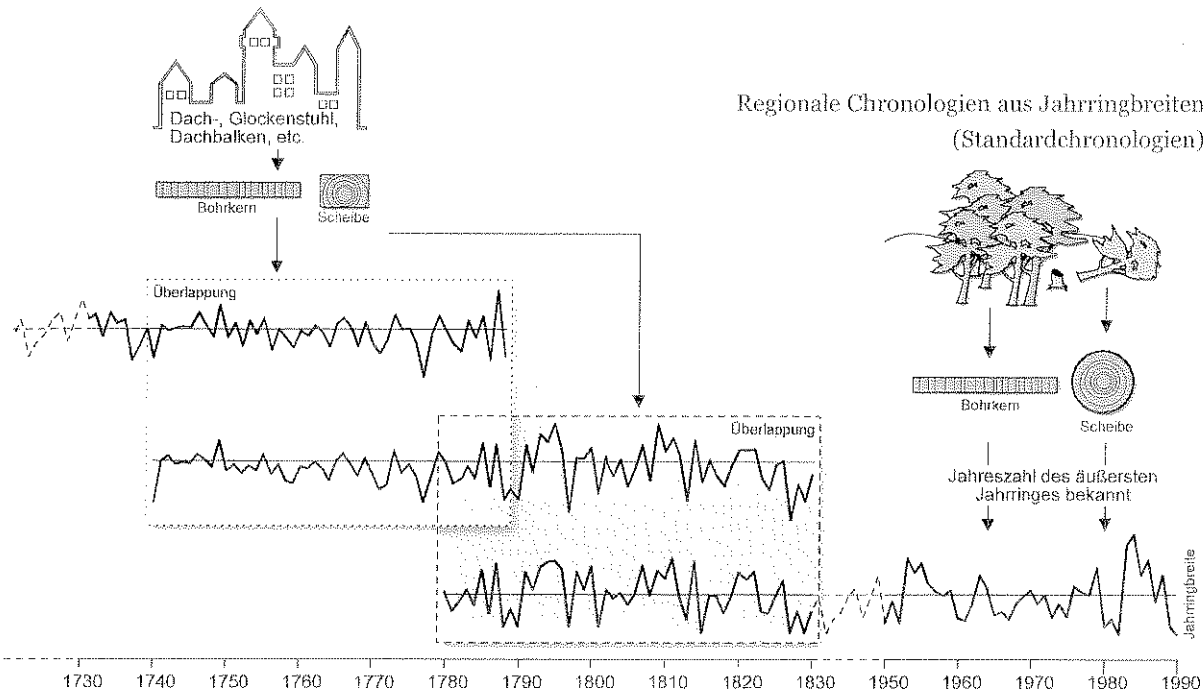 Dach-, Glockenstuhl,
Dachbalken, etc.
Bohrkern
Scheibe
Regionale Chronologien aus Jahrringbreiten
(Standardchronologien)
Überlappung
Bohrkern
Scheibe
Überlappung
Jahreszahl des äußersten
Jahrringes bekannt
Jahrringbreite
1730 1740 1750 1760 1770 1780 1790 1800 1810 1820 1830 1950 1960 1970 1980 1990